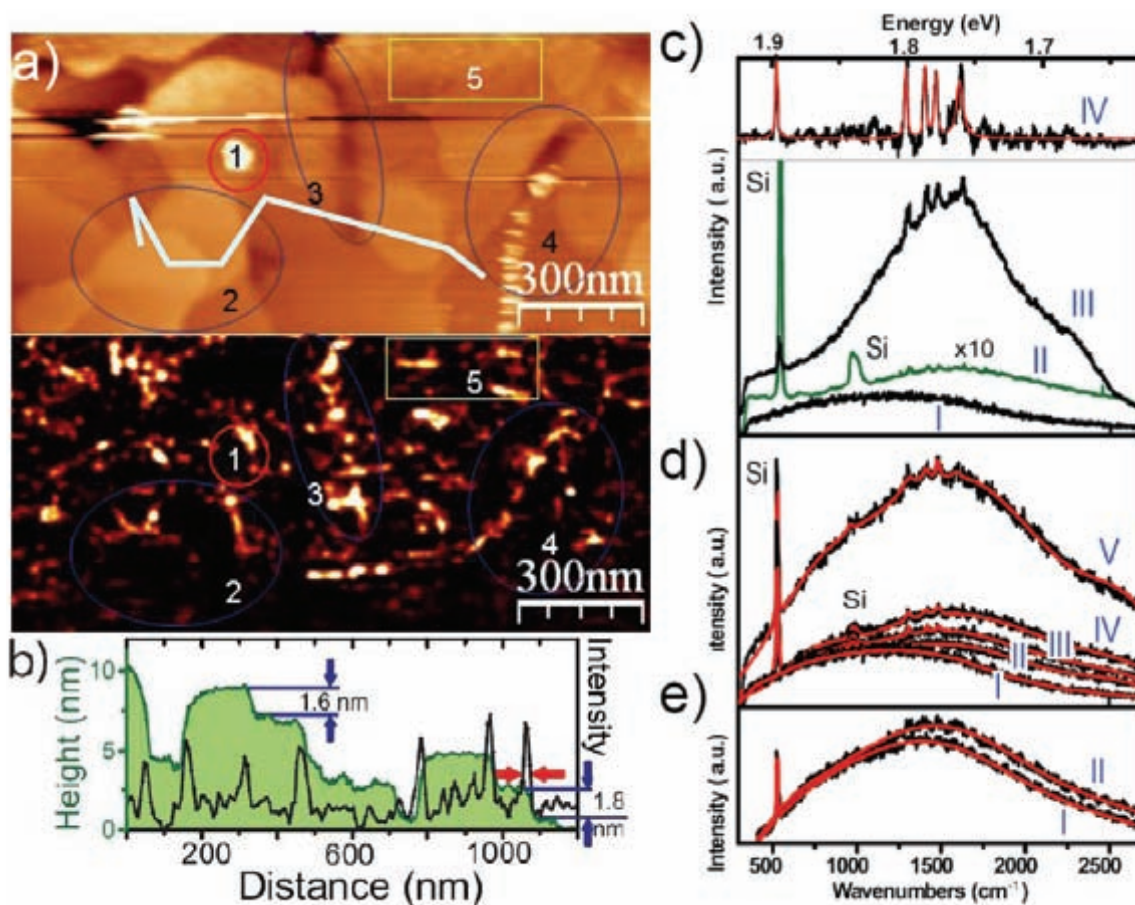 a)
1
2
3
4
5
300nm
1
2
3
4
5
300nm
b)
Height (nm)
10
5
0
1.6 nm
1.8
nm
Intensity
200
600
1000
Distance (nm)
c)
Energy (eV)
1.9
1.8
1.7
IV
Si
III
Si
x10
II
I
Intensity (a.u.)
d)
Si
V
Si
IV
III
II
I
Itensity (a.u.)
e)
II
I
Intensity (a.u.)
500
1000
1500
2000
2500
Wavenumbers (cm⁻¹)